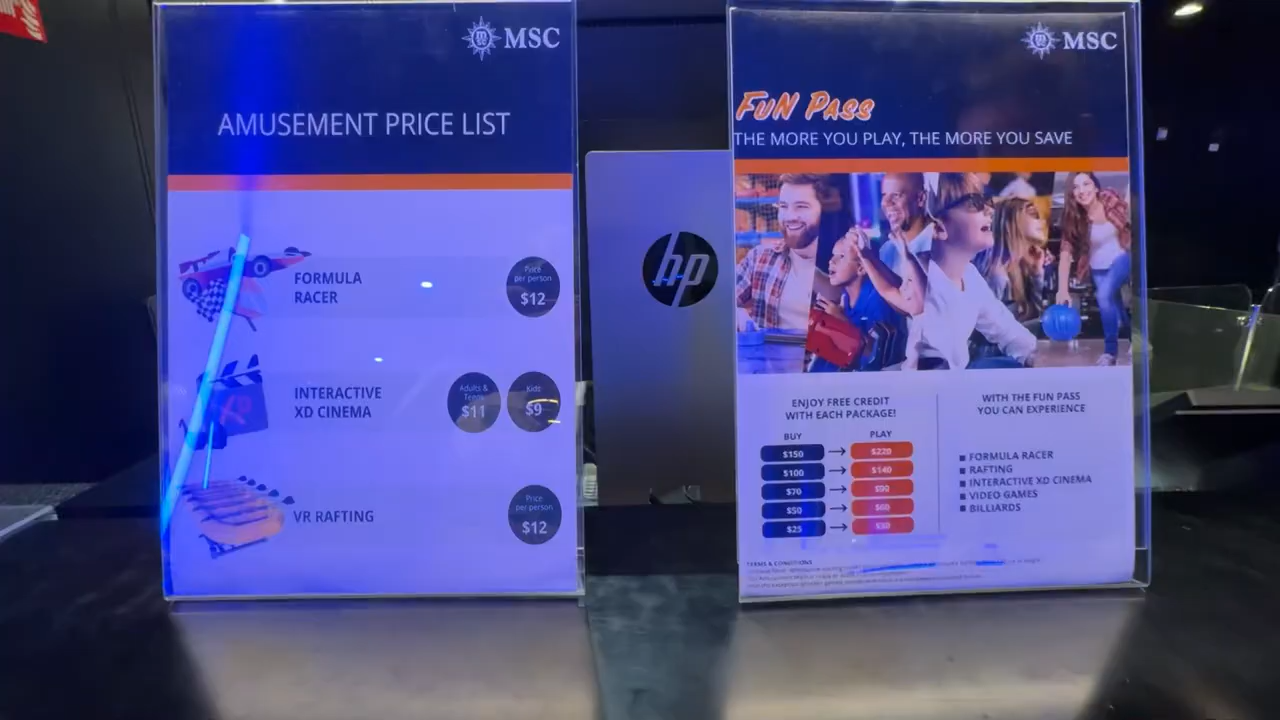 MSC
AMUSEMENT PRICE LIST
FORMULA
RACER
Price
per person
$12
INTERACTIVE
XD CINEMA
Adults &
Teens
$11
Kids
$9
VR RAFTING
Price
per person
$12
hp
MSC
FUN PASS
THE MORE YOU PLAY, THE MORE YOU SAVE
ENJOY FREE CREDIT
WITH EACH PACKAGE!
BUY PLAY
$150 → $220
$100 → $140
$70 → $90
$50 → $60
$25 → $30
WITH THE FUN PASS
YOU CAN EXPERIENCE
■ FORMULA RACER
■ RAFTING
■ INTERACTIVE XD CINEMA
■ VIDEO GAMES
■ BILLIARDS
TERMS & CONDITIONS